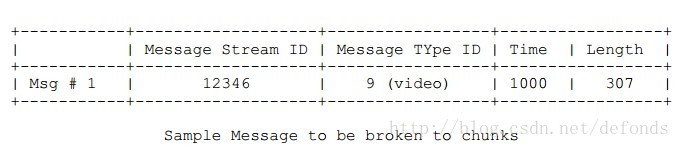 +-----------+-------------------+-----------------+-------+--------+
|           | Message Stream ID | Message TYpe ID | Time  | Length |
+-----------+-------------------+-----------------+-------+--------+
| Msg # 1   |       12346       |    9 (video)    | 1000  |  307   |
+-----------+-------------------+-----------------+-------+--------+
Sample Message to be broken to chunks
http://blog.csdn.net/defonds